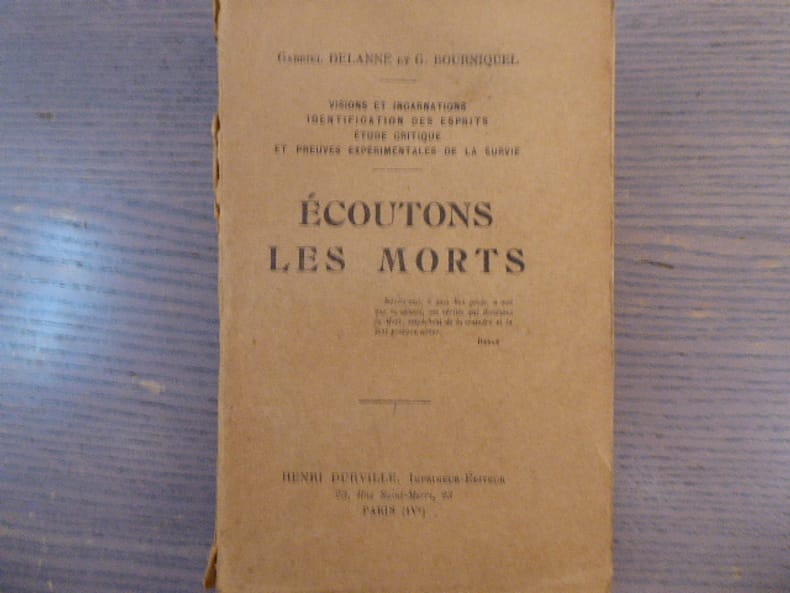 GABRIEL DELANNE ET G. BOURNIQUEL
VISIONS ET INCARNATIONS
IDENTIFICATION DES ESPRITS
ÉTUDE CRITIQUE
ET PREUVES EXPÉRIMENTALES DE LA SURVIE
ÉCOUTONS
LES MORTS
HENRI DURVILLE, IMPRIMEUR-ÉDITEUR
23, Rue Saint-Merri, 23
PARIS (IVe)